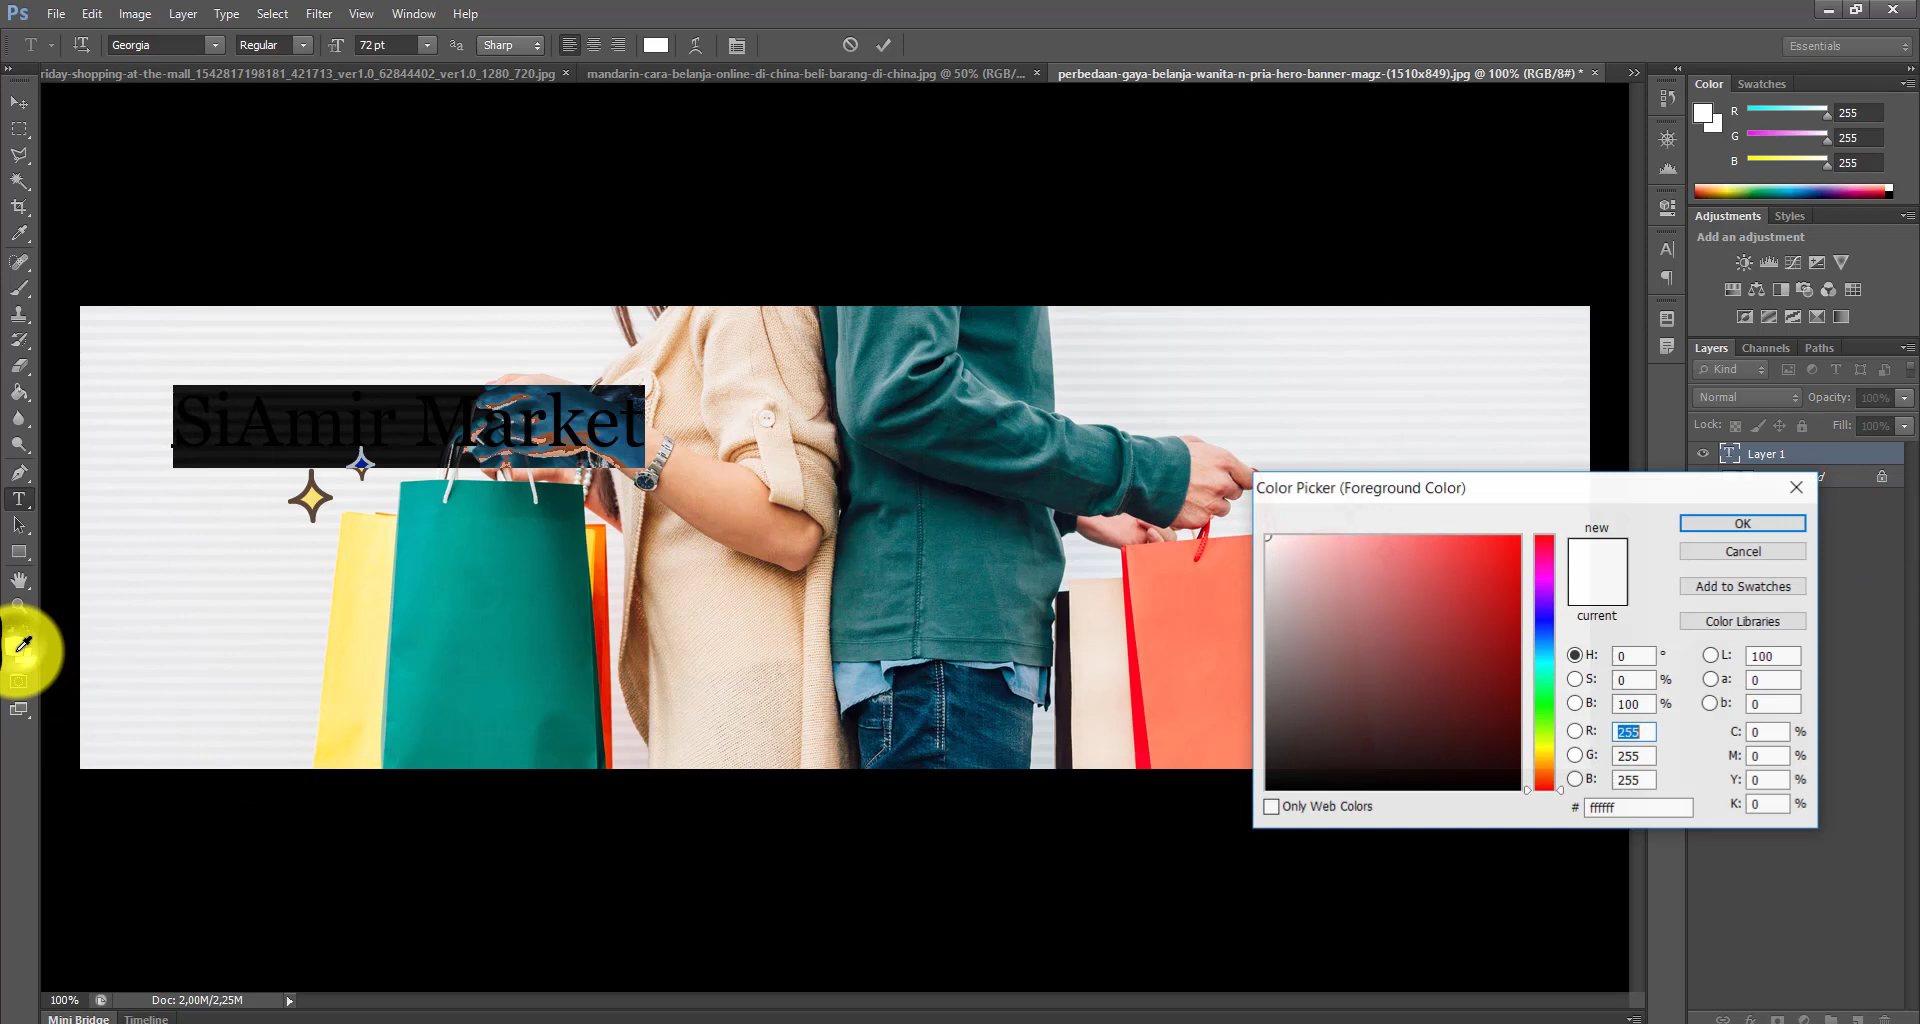 Ps File Edit Image Layer Type Select Filter View Window Help
T Georgia Regular 72 pt Sharp Essentials
riday-shopping-at-the-mall_1542817198181_421713_ver1.0_62844402_ver1.0_1280_720.jpg × mandarin-cara-belanja-online-di-china-beli-barang-di-china.jpg @ 50% (RGB/... × perbedaan-gaya-belanja-wanita-n-pria-hero-banner-magz-(1510x849).jpg @ 100% (RGB/8#) * ×
Color Swatches
R 255
G 255
B 255
Adjustments Styles
Add an adjustment
Layers Channels Paths
Kind
Normal Opacity: 100%
Lock: Fill: 100%
Layer 1
SiAmir Market
Color Picker (Foreground Color)
new
current
OK
Cancel
Add to Swatches
Color Libraries
H: 0 °
S: 0 %
B: 100 %
R: 255
G: 255
B: 255
# ffffff
L: 100
a: 0
b: 0
C: 0 %
M: 0 %
Y: 0 %
K: 0 %
Only Web Colors
100% Doc: 2,00M/2,25M
Mini Bridge Timeline